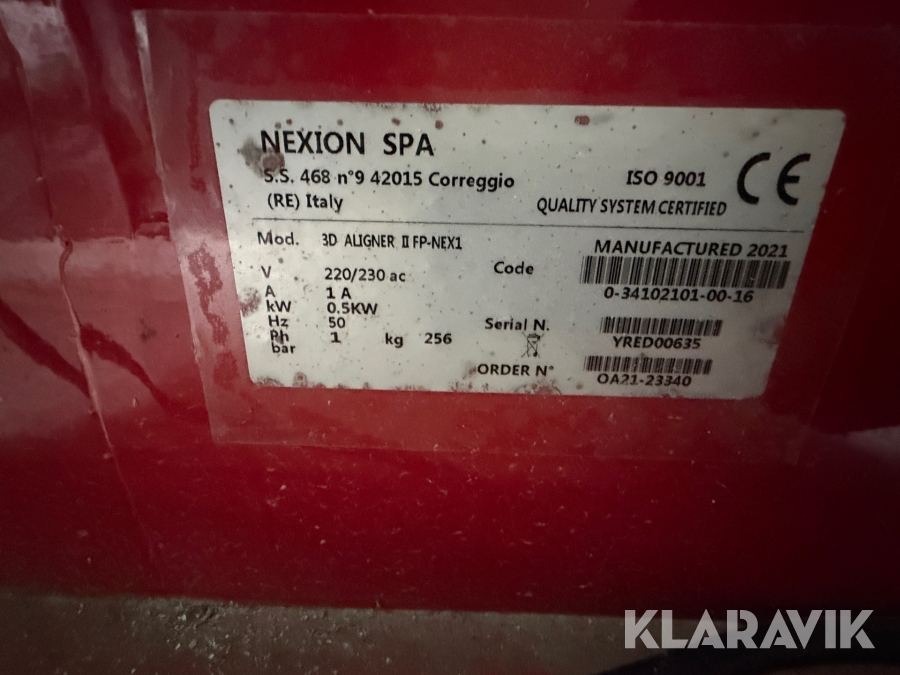 NEXION SPA
S.S. 468 n°9 42015 Correggio
(RE) Italy
ISO 9001
QUALITY SYSTEM CERTIFIED
CE
Mod. 3D ALIGNER II FP-NEX1
MANUFACTURED 2021
V 220/230 ac
Code
0-34102101-00-16
A 1 A
kW 0.5KW
Hz 50
Ph 1 kg 256
bar
Serial N.
YRED00635
ORDER N°
OA21-23340
KLARAVIK